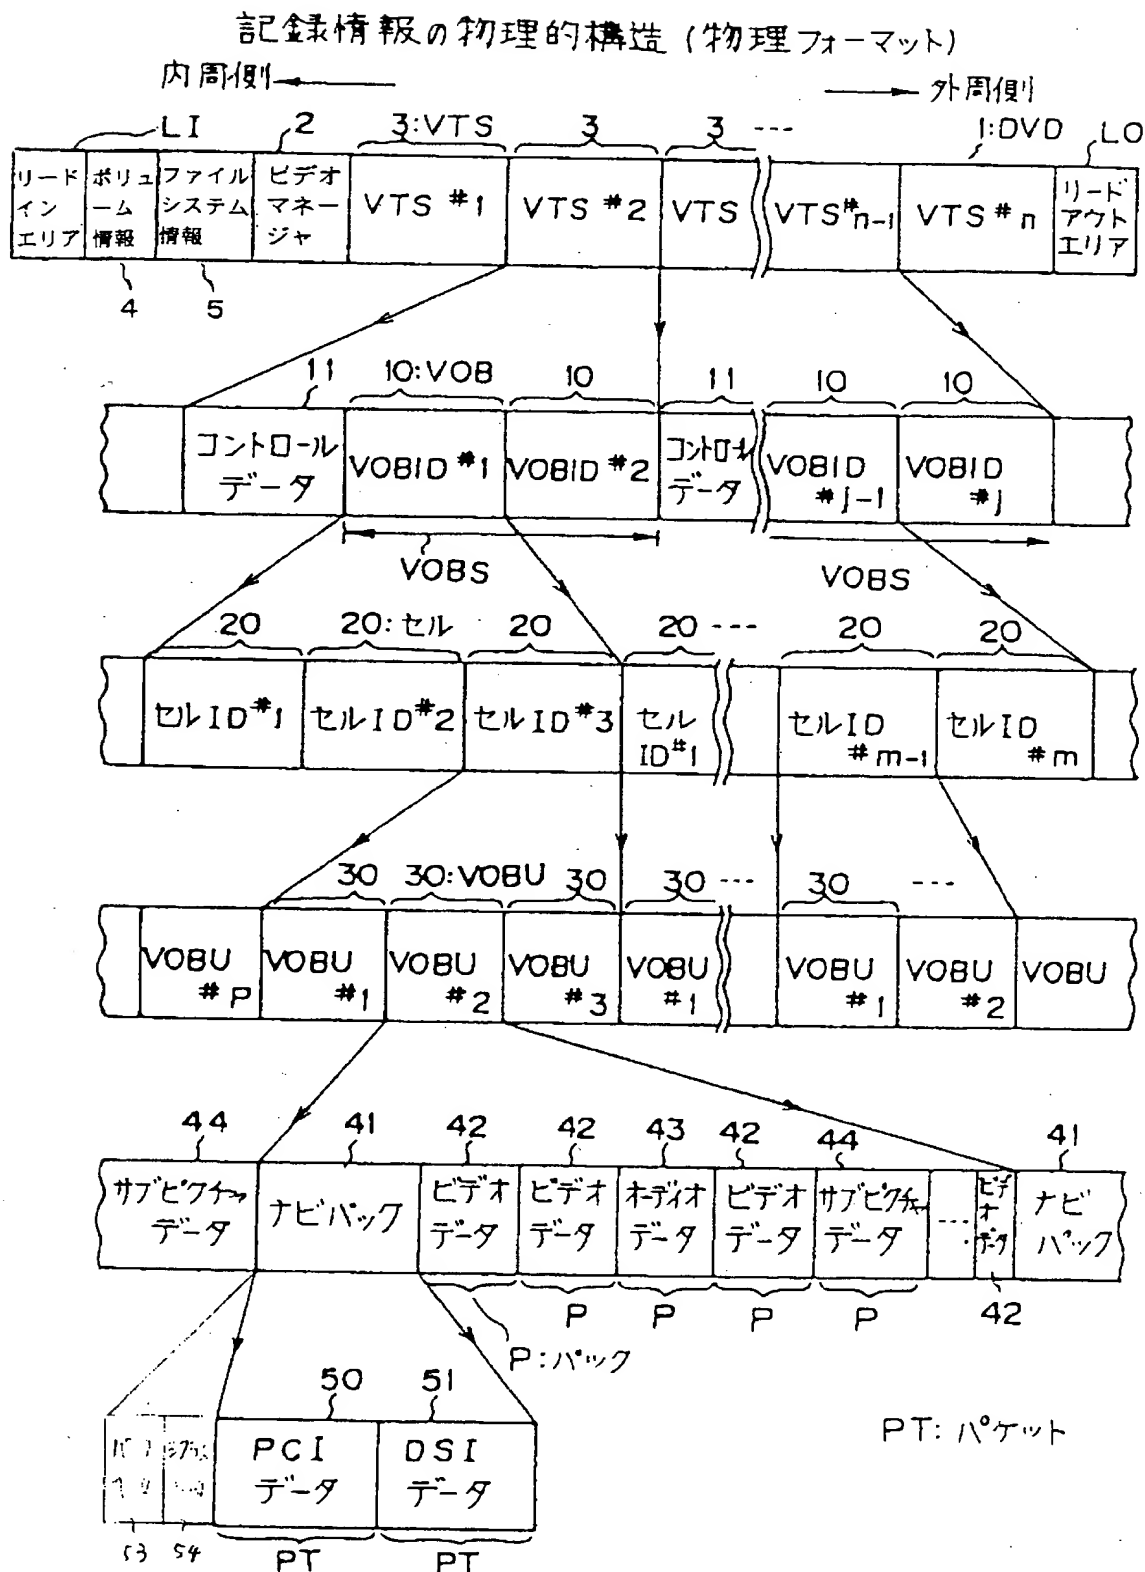 記録情報の物理的構造 (物理フォーマット)
内周側 外周側
LI 2 3:VTS 3 3 --- 1:DVD LO
リード
イン
エリア
ボリュ
ーム
情報
ファイル
システム
情報
ビデオ
マネー
ジャ
VTS #1
VTS #2
VTS
VTS#n-1
VTS #n
リード
アウト
エリア
4 5
11 10:VOB 10 11 10 10
コントロール
データ
VOBID #1
VOBID #2
コントロール
データ
VOBID
#j-1
VOBID
#j
VOBS VOBS
20 20:セル 20 20 --- 20 20
セルID#1
セルID#2
セルID#3
セル
ID#1
セルID
#m-1
セルID
#m
30 30:VOBU 30 30 --- 30 ---
VOBU
#P
VOBU
#1
VOBU
#2
VOBU
#3
VOBU
#1
VOBU
#1
VOBU
#2
VOBU
44 41 42 42 43 42 44 41
サブピクチャ
データ
ナビパック
ビデオ
データ
ビデオ
データ
オーディオ
データ
ビデオ
データ
サブピクチャ
データ
---
ビデ
オ
データ
ナビ
パック
P P P P 42
P:パック
50 51
PCI
データ
DSI
データ
PT:パケット
53 54 PT PT